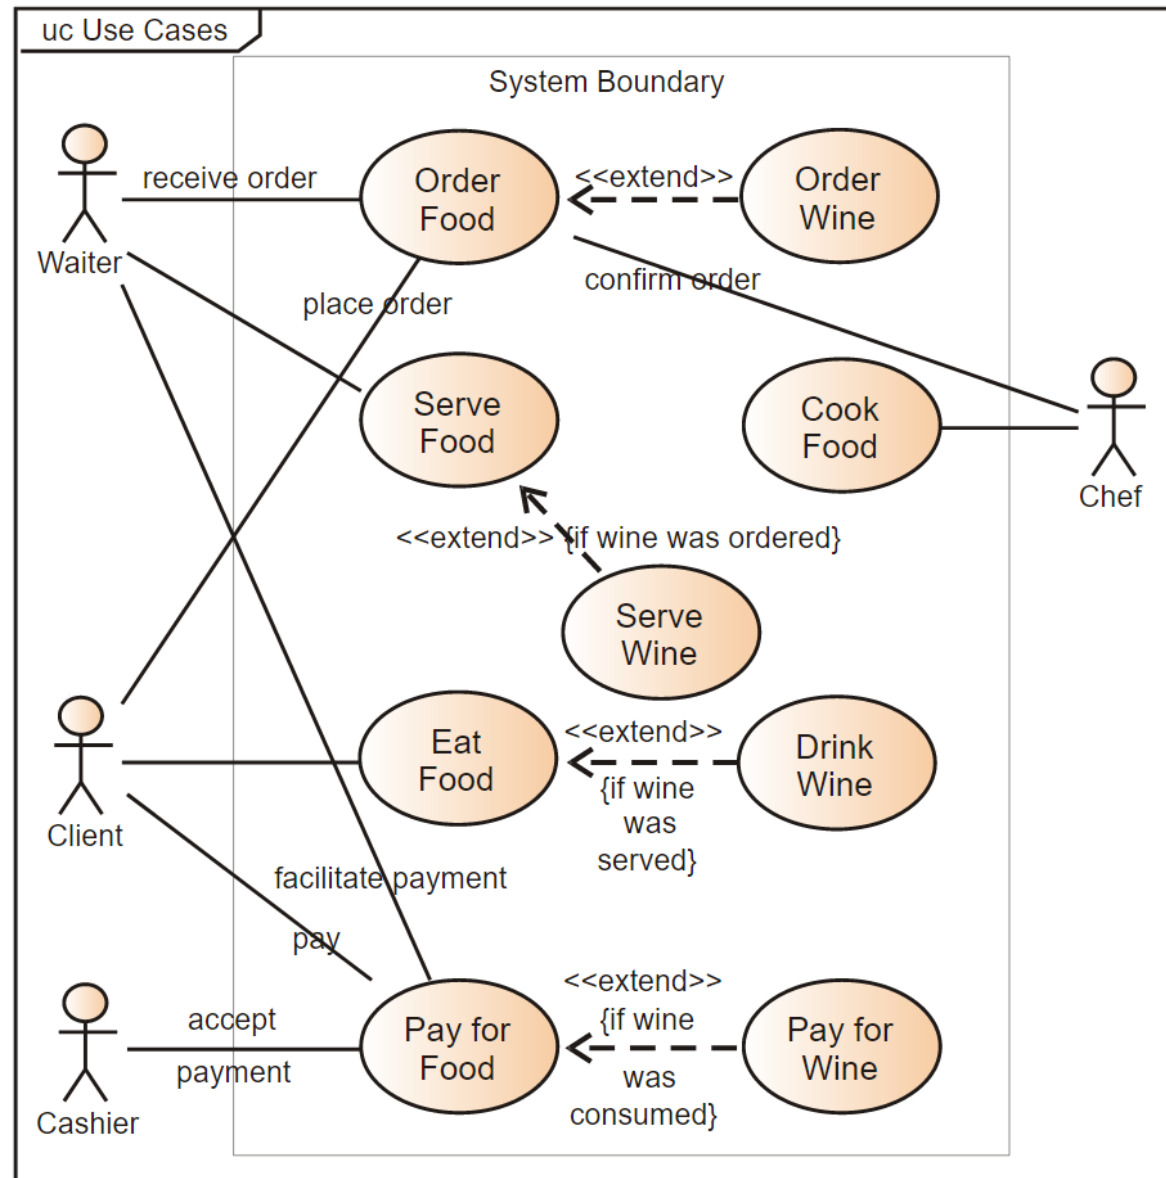 uc Use Cases
System Boundary
receive order
Order
Food
<<extend>>
Order
Wine
Waiter
place order
confirm order
Serve
Food
Cook
Food
Chef
<<extend>> {if wine was ordered}
Serve
Wine
Client
Eat
Food
<<extend>>
{if wine
was
served}
Drink
Wine
facilitate payment
pay
Cashier
accept
payment
Pay for
Food
<<extend>>
{if wine
was
consumed}
Pay for
Wine